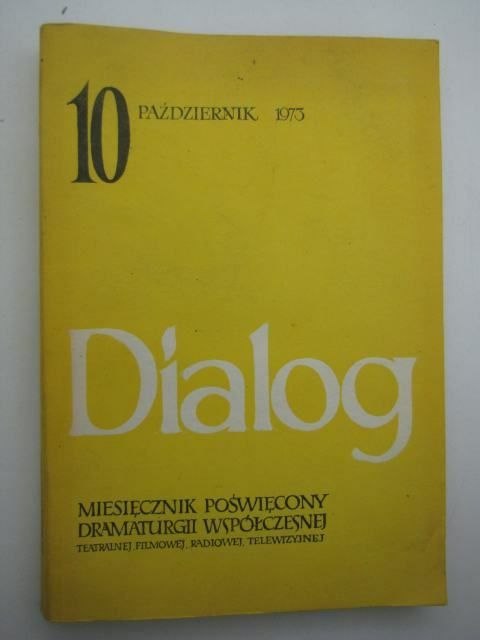 10 PAŹDZIERNIK 1973
Dialog
MIESIĘCZNIK POŚWIĘCONY
DRAMATURGII WSPÓŁCZESNEJ
TEATRALNEJ, FILMOWEJ, RADIOWEJ, TELEWIZYJNEJ